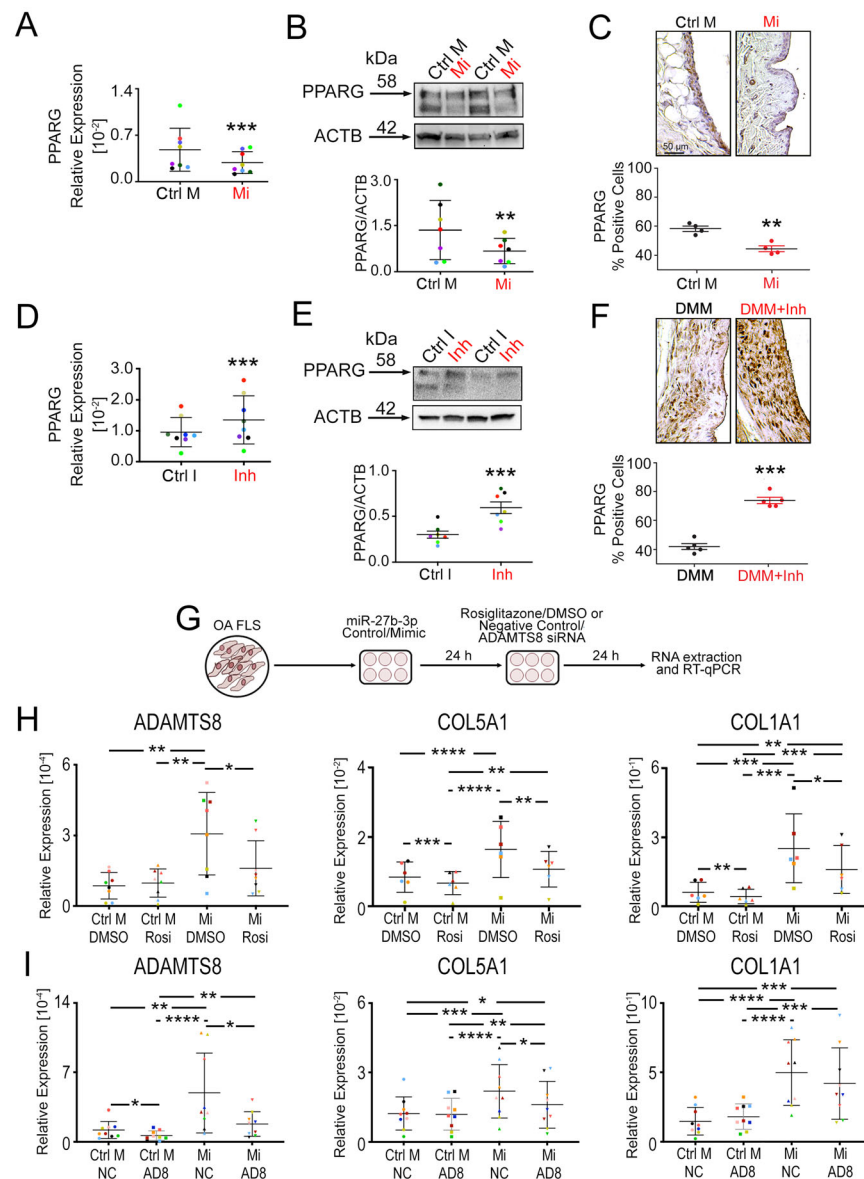 A
PPARG
Relative Expression
[10⁻²]
1.4
0.7
0.0
***
Ctrl M
Mi
B
kDa
Ctrl M
Mi
Ctrl M
Mi
PPARG
58
ACTB
42
PPARG/ACTB
3.0
1.5
0.0
**
Ctrl M
Mi
C
Ctrl M
Mi
50 µm
PPARG
% Positive Cells
100
80
60
40
**
Ctrl M
Mi
D
PPARG
Relative Expression
[10⁻²]
3.0
2.0
1.0
0.0
***
Ctrl I
Inh
E
kDa
Ctrl I
Inh
Ctrl I
Inh
PPARG
58
ACTB
42
PPARG/ACTB
1.0
0.5
0.0
***
Ctrl I
Inh
F
DMM
DMM+Inh
PPARG
% Positive Cells
100
80
60
40
***
DMM
DMM+Inh
G
OA FLS
miR-27b-3p
Control/Mimic
24 h
Rosiglitazone/DMSO or
Negative Control/
ADAMTS8 siRNA
24 h
RNA extraction
and RT-qPCR
H
ADAMTS8
Relative Expression [10⁻⁴]
6
3
0
**
**
*
Ctrl M Ctrl M Mi Mi
DMSO Rosi DMSO Rosi
COL5A1
Relative Expression [10⁻²]
4
2
0
****
**
****
**
***
Ctrl M Ctrl M Mi Mi
DMSO Rosi DMSO Rosi
COL1A1
Relative Expression [10⁻¹]
6
4
2
0
**
***
***
***
*
**
Ctrl M Ctrl M Mi Mi
DMSO Rosi DMSO Rosi
I
ADAMTS8
Relative Expression [10⁻⁴]
14
7
0
**
**
****
*
*
Ctrl M Ctrl M Mi Mi
NC AD8 NC AD8
COL5A1
Relative Expression [10⁻²]
6
4
2
0
*
***
**
****
*
Ctrl M Ctrl M Mi Mi
NC AD8 NC AD8
COL1A1
Relative Expression [10⁻¹]
10
5
0
***
****
***
****
Ctrl M Ctrl M Mi Mi
NC AD8 NC AD8